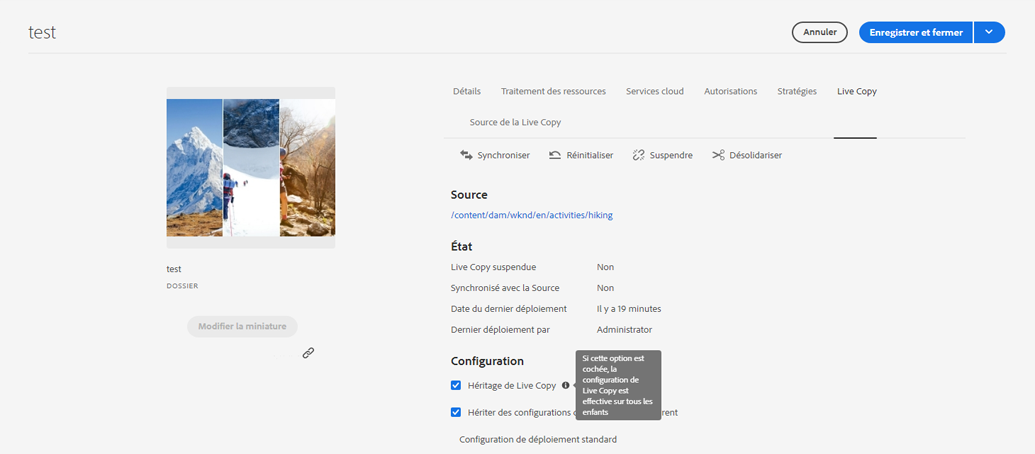 test
Annuler
Enregistrer et fermer
Détails
Traitement des ressources
Services cloud
Autorisations
Stratégies
Live Copy
Source de la Live Copy
Synchroniser
Réinitialiser
Suspendre
Désolidariser
test
DOSSIER
Modifier la miniature
Source
/content/dam/wknd/en/activities/hiking
État
Live Copy suspendue Non
Synchronisé avec la Source Non
Date du dernier déploiement Il y a 19 minutes
Dernier déploiement par Administrator
Configuration
Héritage de Live Copy
Si cette option est
cochée, la
configuration de
Live Copy est
effective sur tous les
enfants
Hériter des configurations
Configuration de déploiement standard